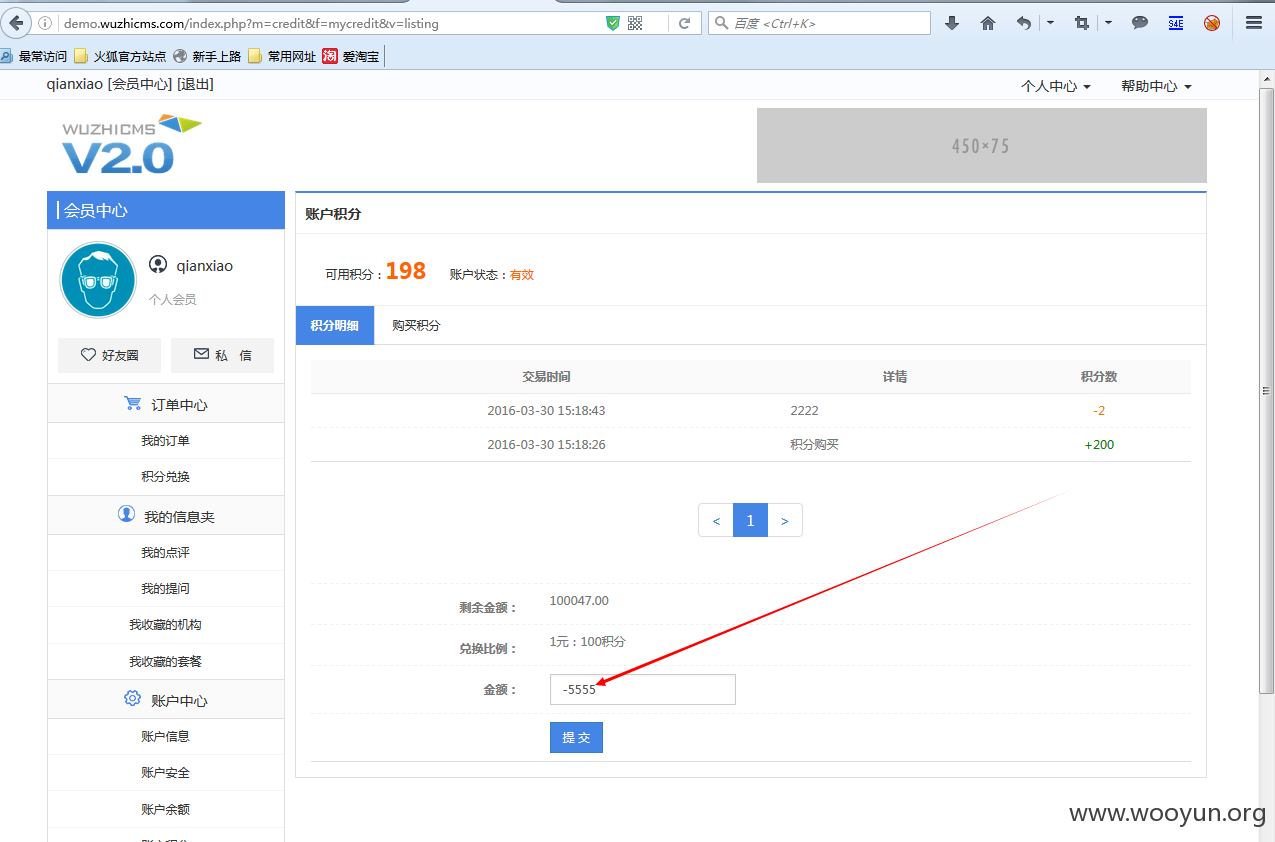 demo.wuzhicms.com/index.php?m=credit&f=mycredit&v=listing
百度 <Ctrl+K>
S4E
最常访问 火狐官方站点 新手上路 常用网址 淘 爱淘宝
qianxiao [会员中心] [退出]
个人中心 帮助中心
WUZHICMS
V2.0
450×75
会员中心
账户积分
qianxiao
个人会员
可用积分：198 账户状态：有效
积分明细 购买积分
好友圈 私 信
交易时间 详情 积分数
订单中心
2016-03-30 15:18:43 2222 -2
我的订单
2016-03-30 15:18:26 积分购买 +200
积分兑换
我的信息夹
< 1 >
我的点评
我的提问
剩余金额： 100047.00
我收藏的机构
兑换比例： 1元：100积分
我收藏的套餐
金额： -5555
账户中心
账户信息
提 交
账户安全
账户余额
www.wooyun.org